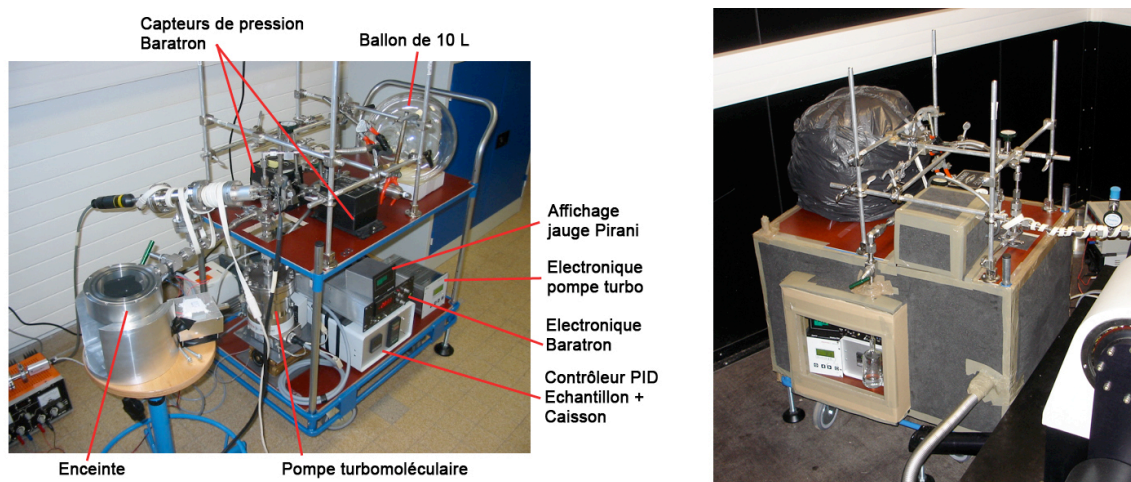 Capteurs de pression
Baratron
Ballon de 10 L
Affichage
jauge Pirani
Electronique
pompe turbo
Electronique
Baratron
Contrôleur PID
Echantillon +
Caisson
Enceinte
Pompe turbomoléculaire